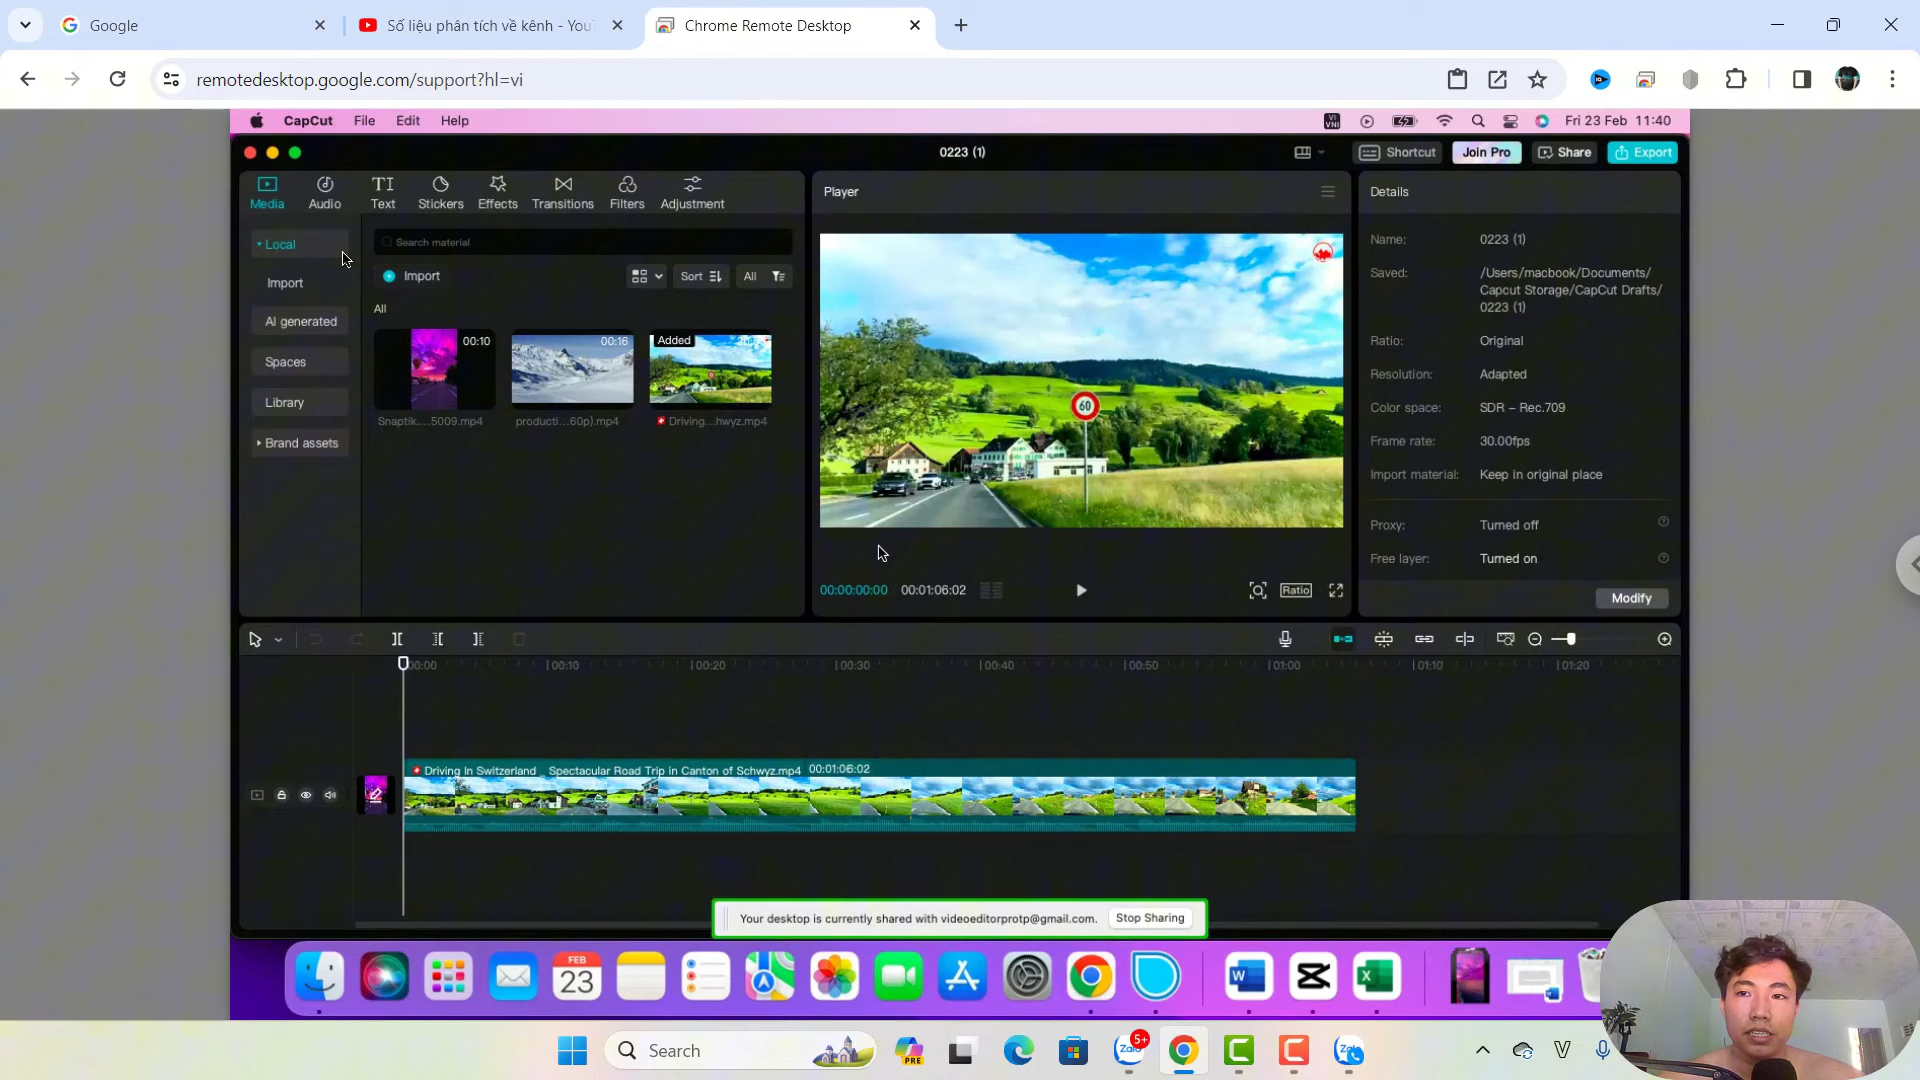 Google
Số liệu phân tích về kênh - You
Chrome Remote Desktop
remotedesktop.google.com/support?hl=vi
CapCut File Edit Help
VI
VNI
Fri 23 Feb 11:40
0223 (1)
Shortcut
Join Pro
Share
Export
Media
Audio
TI
Text
Stickers
Effects
Transitions
Filters
Adjustment
Local
Import
AI generated
Spaces
Library
Brand assets
Search material
Import
Sort
All
All
00:10
Snaptik....5009.mp4
00:16
producti...60p).mp4
Added
Driving...hwyz.mp4
Player
60
00:00:00:00
00:01:06:02
Ratio
Details
Name: 0223 (1)
Saved: /Users/macbook/Documents/
Capcut Storage/CapCut Drafts/
0223 (1)
Ratio: Original
Resolution: Adapted
Color space: SDR – Rec.709
Frame rate: 30.00fps
Import material: Keep in original place
Proxy: Turned off
Free layer: Turned on
Modify
00:00
00:10
00:20
00:30
00:40
00:50
01:00
01:10
01:20
Driving In Switzerland _ Spectacular Road Trip in Canton of Schwyz.mp4 00:01:06:02
Your desktop is currently shared with videoeditorprotp@gmail.com.
Stop Sharing
FEB
23
W
X
Search
PRE
Zalo
5+
C
C
Zalo
V